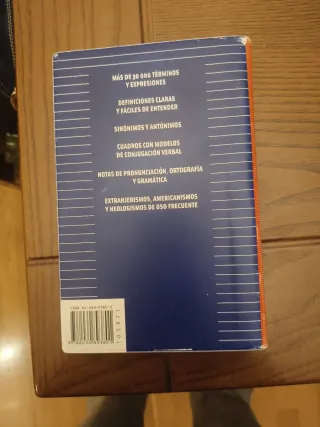 MÁS DE 30 000 TÉRMINOS
Y EXPRESIONES
DEFINICIONES CLARAS
Y FÁCILES DE ENTENDER
SINÓNIMOS Y ANTÓNIMOS
CUADROS CON MODELOS
DE CONJUGACIÓN VERBAL
NOTAS DE PRONUNCIACIÓN, ORTOGRAFÍA
Y GRAMÁTICA
EXTRANJERISMOS, AMERICANISMOS
Y NEOLOGISMOS DE USO FRECUENTE